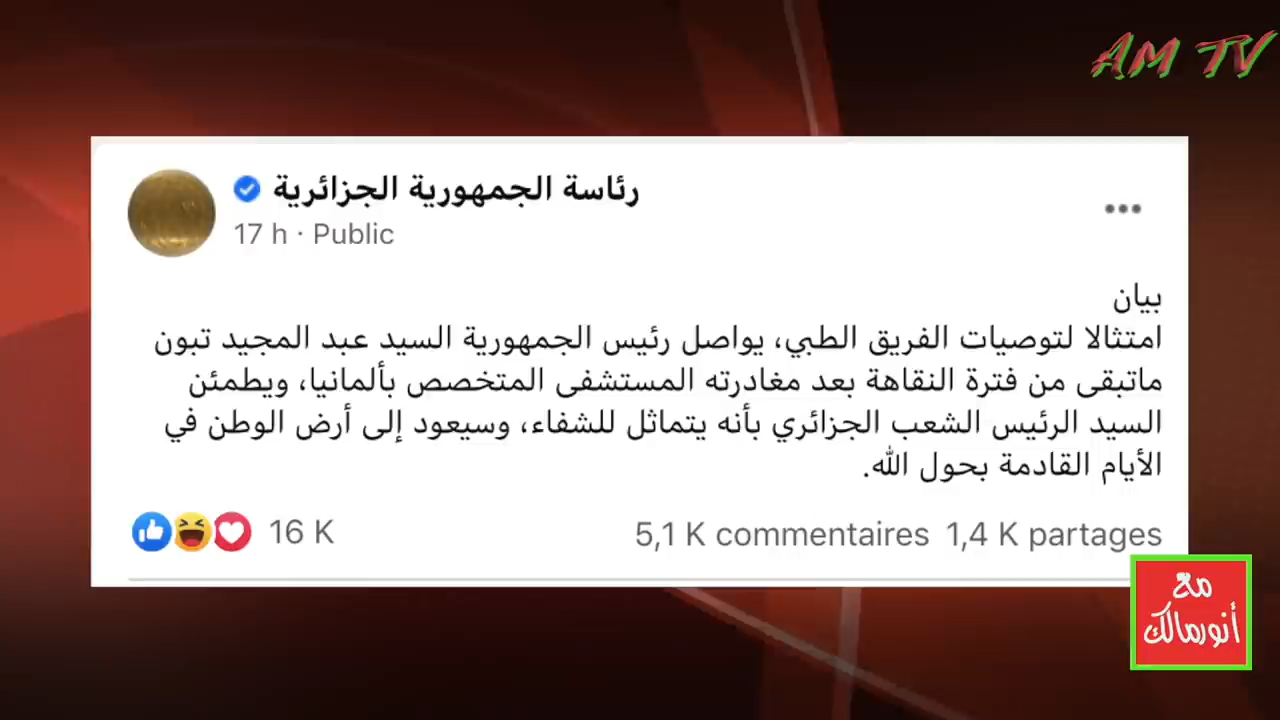 AM TV
رئاسة الجمهورية الجزائرية
17 h · Public
بيان
امتثالا لتوصيات الفريق الطبي، يواصل رئيس الجمهورية السيد عبد المجيد تبون
ماتبقى من فترة النقاهة بعد مغادرته المستشفى المتخصص بألمانيا، ويطمئن
السيد الرئيس الشعب الجزائري بأنه يتماثل للشفاء، وسيعود إلى أرض الوطن في
الأيام القادمة بحول الله.
16 K
5,1 K commentaires 1,4 K partages
مع
أنورمالك